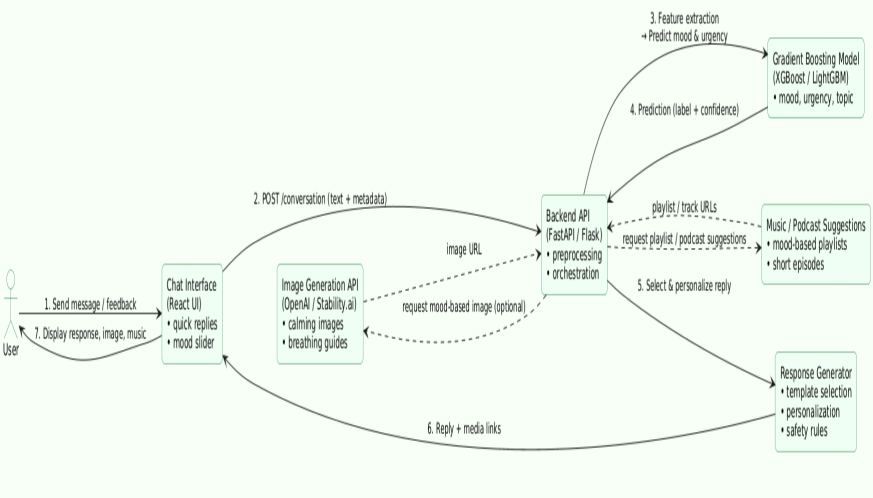 3. Feature extraction
→ Predict mood & urgency
Gradient Boosting Model
(XGBoost / LightGBM)
• mood, urgency, topic
4. Prediction (label + confidence)
2. POST /conversation (text + metadata)
Backend API
(FastAPI / Flask)
• preprocessing
• orchestration
playlist / track URLs
request playlist / podcast suggestions
Music / Podcast Suggestions
• mood-based playlists
• short episodes
image URL
Chat Interface
(React UI)
• quick replies
• mood slider
Image Generation API
(OpenAI / Stability.ai)
• calming images
• breathing guides
request mood-based image (optional)
5. Select & personalize reply
1. Send message / feedback
7. Display response, image, music
User
Response Generator
• template selection
• personalization
• safety rules
6. Reply + media links